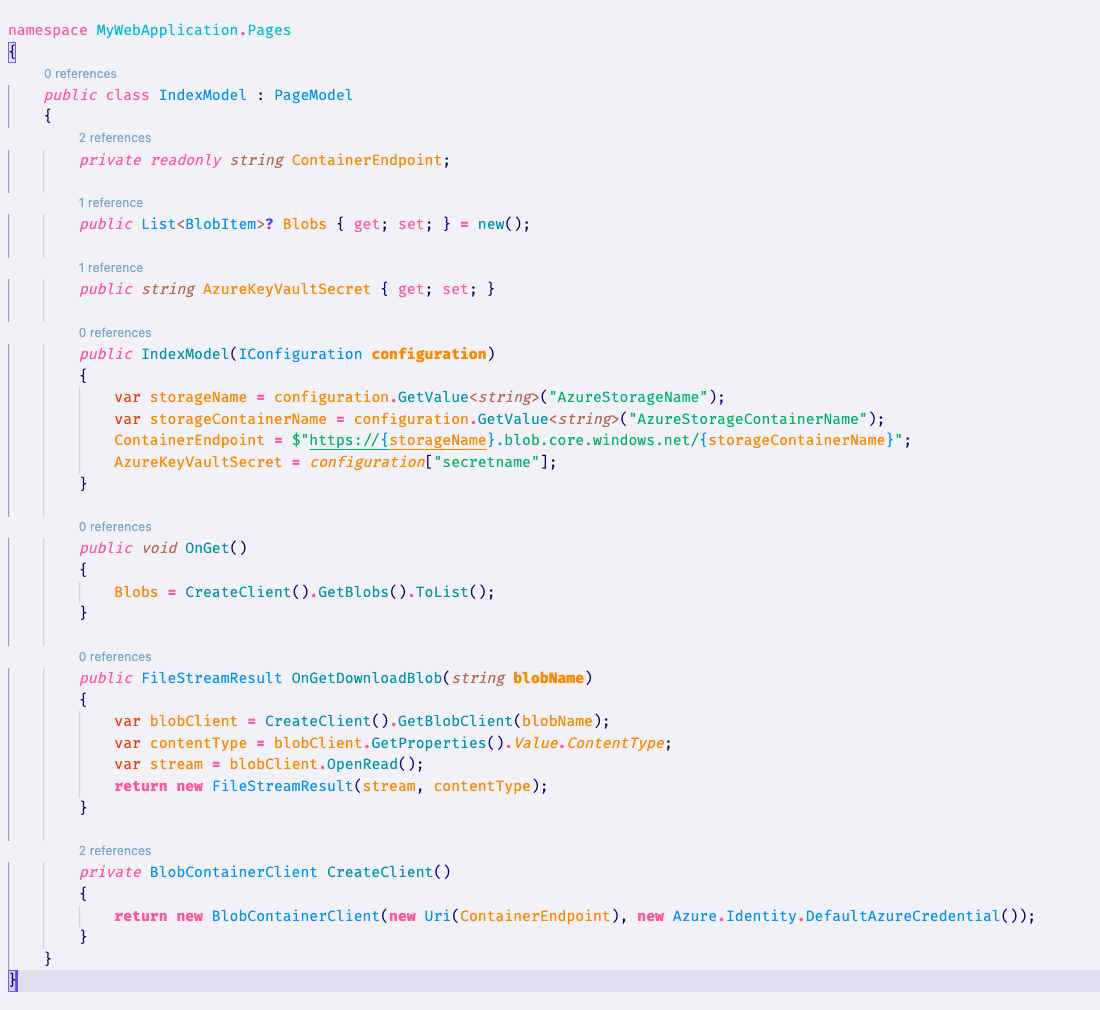 namespace MyWebApplication.Pages
{
0 references
public class IndexModel : PageModel
{
2 references
private readonly string ContainerEndpoint;
1 reference
public List<BlobItem>? Blobs { get; set; } = new();
1 reference
public string AzureKeyVaultSecret { get; set; }
0 references
public IndexModel(IConfiguration configuration)
{
var storageName = configuration.GetValue<string>("AzureStorageName");
var storageContainerName = configuration.GetValue<string>("AzureStorageContainerName");
ContainerEndpoint = $"https://{storageName}.blob.core.windows.net/{storageContainerName}";
AzureKeyVaultSecret = configuration["secretname"];
}
0 references
public void OnGet()
{
Blobs = CreateClient().GetBlobs().ToList();
}
0 references
public FileStreamResult OnGetDownloadBlob(string blobName)
{
var blobClient = CreateClient().GetBlobClient(blobName);
var contentType = blobClient.GetProperties().Value.ContentType;
var stream = blobClient.OpenRead();
return new FileStreamResult(stream, contentType);
}
2 references
private BlobContainerClient CreateClient()
{
return new BlobContainerClient(new Uri(ContainerEndpoint), new Azure.Identity.DefaultAzureCredential());
}
}
}